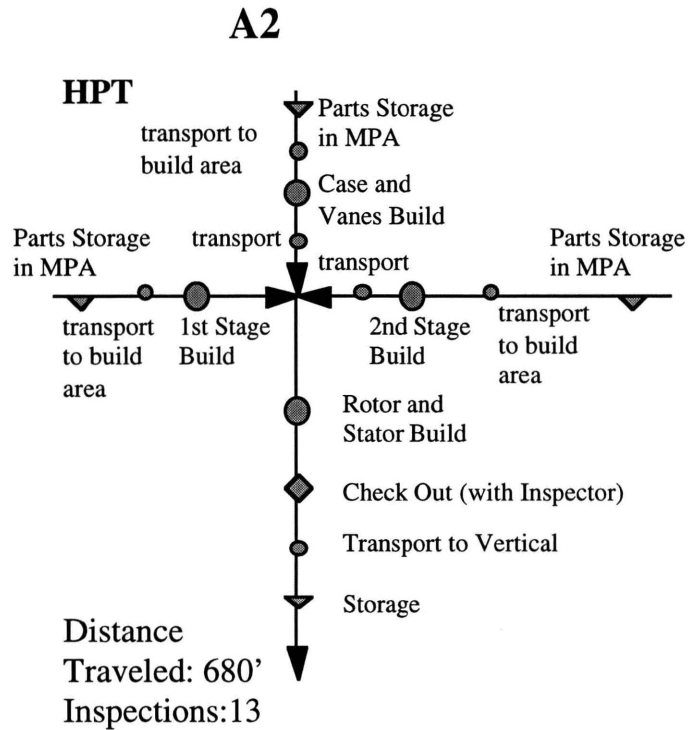 A2
HPT
Parts Storage
in MPA
transport to
build area
Case and
Vanes Build
transport
transport
Parts Storage
in MPA
Parts Storage
in MPA
transport
to build
area
1st Stage
Build
2nd Stage
Build
transport
to build
area
Rotor and
Stator Build
Check Out (with Inspector)
Transport to Vertical
Storage
Distance
Traveled: 680’
Inspections:13